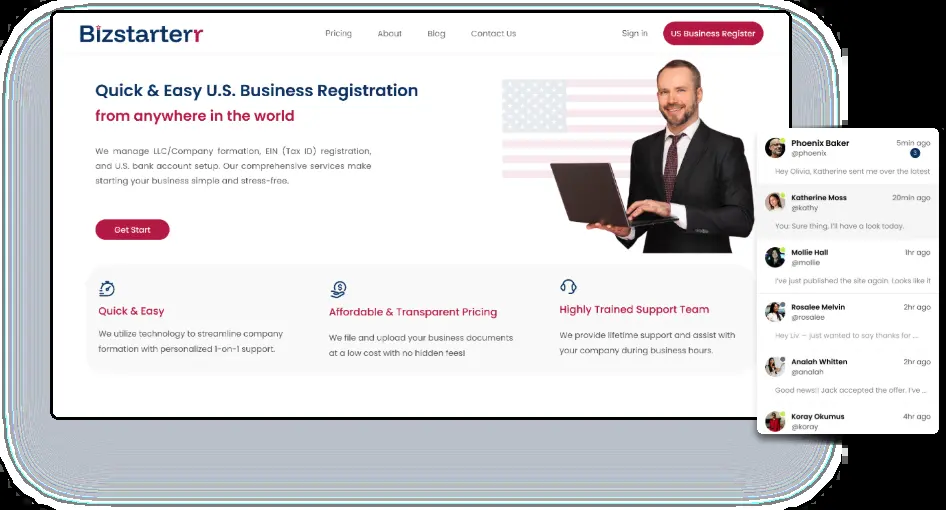 Bizstarterr
Pricing About Blog Contact Us
Sign in US Business Register
Quick & Easy U.S. Business Registration
from anywhere in the world
We manage LLC/Company formation, EIN (Tax ID) registration,
and U.S. bank account setup. Our comprehensive services make
starting your business simple and stress-free.
Get Start
Quick & Easy
We utilize technology to streamline company
formation with personalized 1-on-1 support.
Affordable & Transparent Pricing
We file and upload your business documents
at a low cost with no hidden fees!
Highly Trained Support Team
We provide lifetime support and assist with
your company during business hours.
Phoenix Baker 5min ago
@phoenix
Hey Olivia, Katherine sent me over the latest
Katherine Moss 20min ago
@kathy
You: Sure thing, I'll have a look today.
Mollie Hall 1hr ago
@mollie
I've just published the site again. Looks like it
Rosalee Melvin 2hr ago
@rosalee
Hey Liv – just wanted to say thanks for ...
Analah Whitten 2hr ago
@analah
Good news!! Jack accepted the offer. I've ...
Koray Okumus 4hr ago
@koray